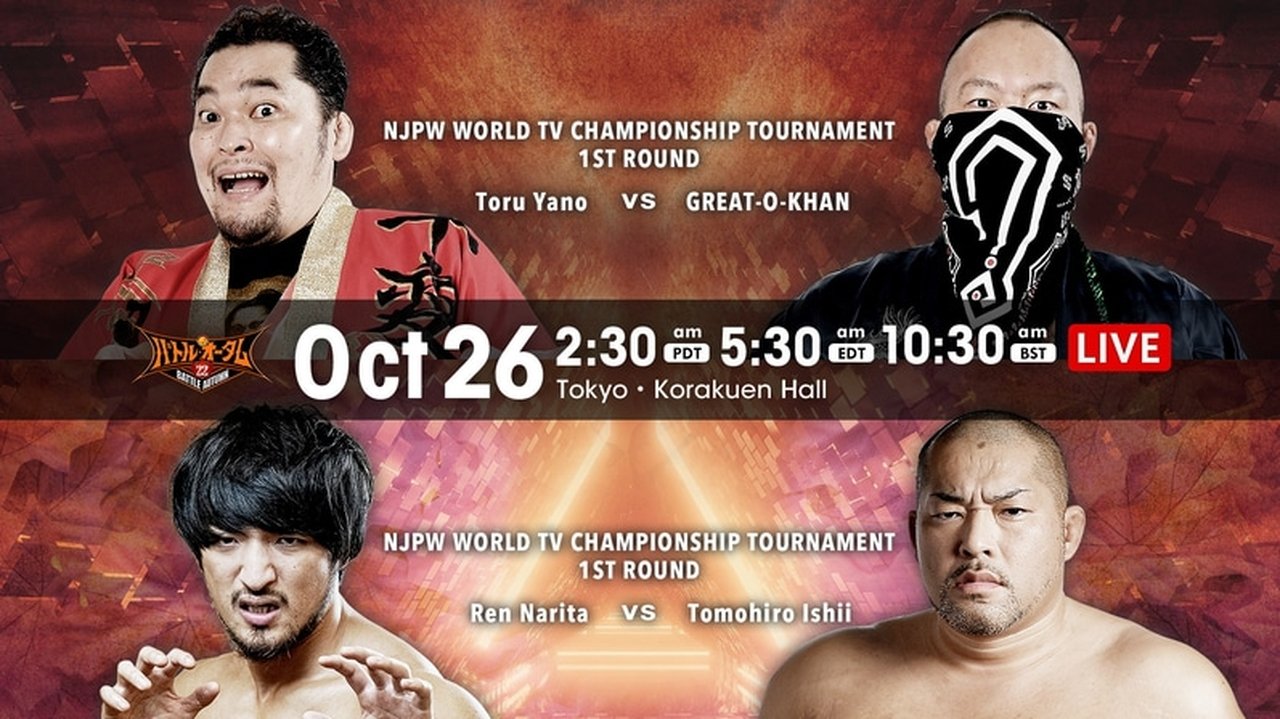 NJPW WORLD TV CHAMPIONSHIP TOURNAMENT
1ST ROUND
Toru Yano VS GREAT-O-KHAN
バトル・オータム
22
BATTLE AUTUMN
Oct 26 2:30 am PDT 5:30 am EDT 10:30 am BST LIVE
Tokyo・Korakuen Hall
NJPW WORLD TV CHAMPIONSHIP TOURNAMENT
1ST ROUND
Ren Narita VS Tomohiro Ishii